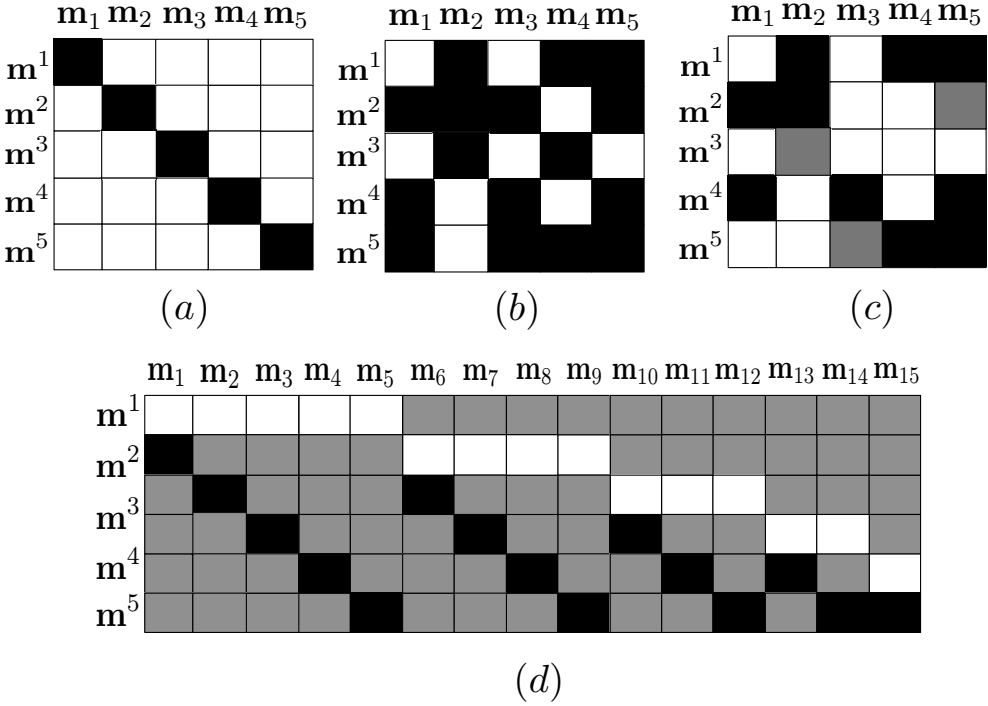 m₁ m₂ m₃ m₄ m₅
m¹
m²
m³
m⁴
m⁵
(a)
m₁ m₂ m₃ m₄ m₅
m¹
m²
m³
m⁴
m⁵
(b)
m₁ m₂ m₃ m₄ m₅
m¹
m²
m³
m⁴
m⁵
(c)
m₁ m₂ m₃ m₄ m₅ m₆ m₇ m₈ m₉ m₁₀ m₁₁ m₁₂ m₁₃ m₁₄ m₁₅
m¹
m²
m³
m⁴
m⁵
(d)